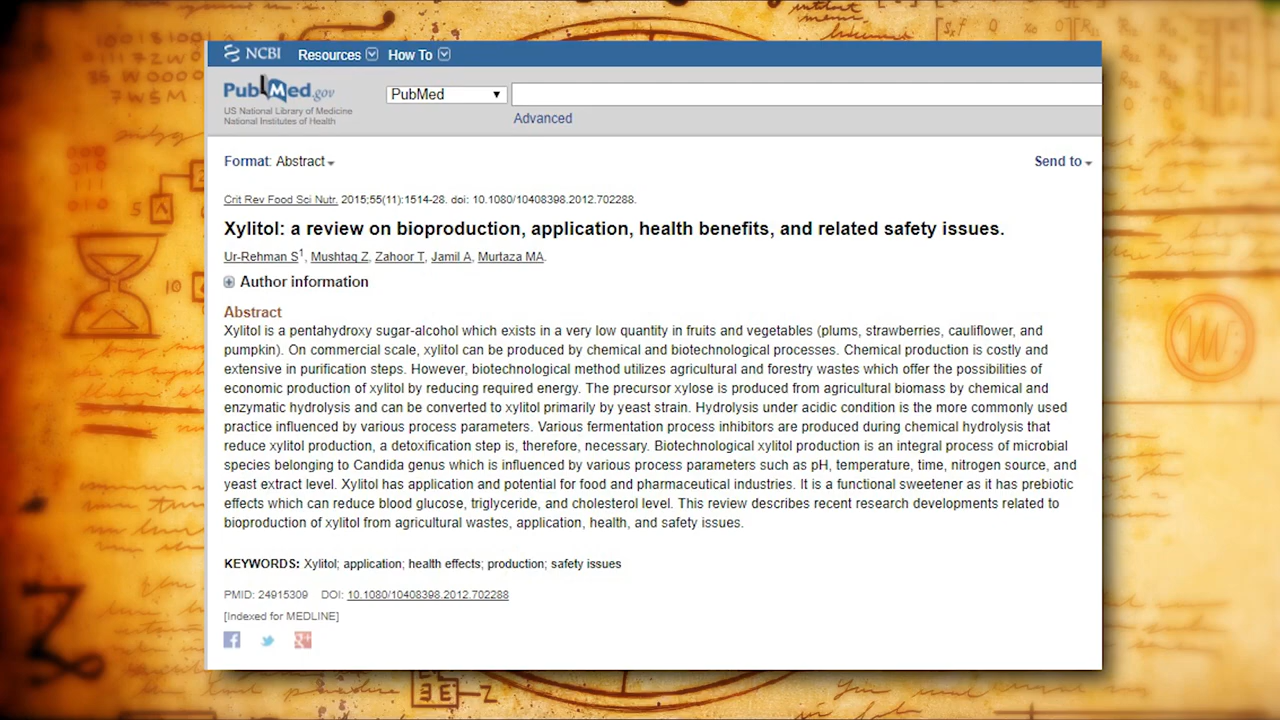 NCBI Resources How To
PubMed.gov
PubMed
US National Library of Medicine
National Institutes of Health
Advanced
Format: Abstract
Send to
Crit Rev Food Sci Nutr. 2015;55(11):1514-28. doi: 10.1080/10408398.2012.702288.
Xylitol: a review on bioproduction, application, health benefits, and related safety issues.
Ur-Rehman S1, Mushtaq Z, Zahoor T, Jamil A, Murtaza MA.
Author information
Abstract
Xylitol is a pentahydroxy sugar-alcohol which exists in a very low quantity in fruits and vegetables (plums, strawberries, cauliflower, and
pumpkin). On commercial scale, xylitol can be produced by chemical and biotechnological processes. Chemical production is costly and
extensive in purification steps. However, biotechnological method utilizes agricultural and forestry wastes which offer the possibilities of
economic production of xylitol by reducing required energy. The precursor xylose is produced from agricultural biomass by chemical and
enzymatic hydrolysis and can be converted to xylitol primarily by yeast strain. Hydrolysis under acidic condition is the more commonly used
practice influenced by various process parameters. Various fermentation process inhibitors are produced during chemical hydrolysis that
reduce xylitol production, a detoxification step is, therefore, necessary. Biotechnological xylitol production is an integral process of microbial
species belonging to Candida genus which is influenced by various process parameters such as pH, temperature, time, nitrogen source, and
yeast extract level. Xylitol has application and potential for food and pharmaceutical industries. It is a functional sweetener as it has prebiotic
effects which can reduce blood glucose, triglyceride, and cholesterol level. This review describes recent research developments related to
bioproduction of xylitol from agricultural wastes, application, health, and safety issues.
KEYWORDS: Xylitol; application; health effects; production; safety issues
PMID: 24915309 DOI: 10.1080/10408398.2012.702288
[Indexed for MEDLINE]